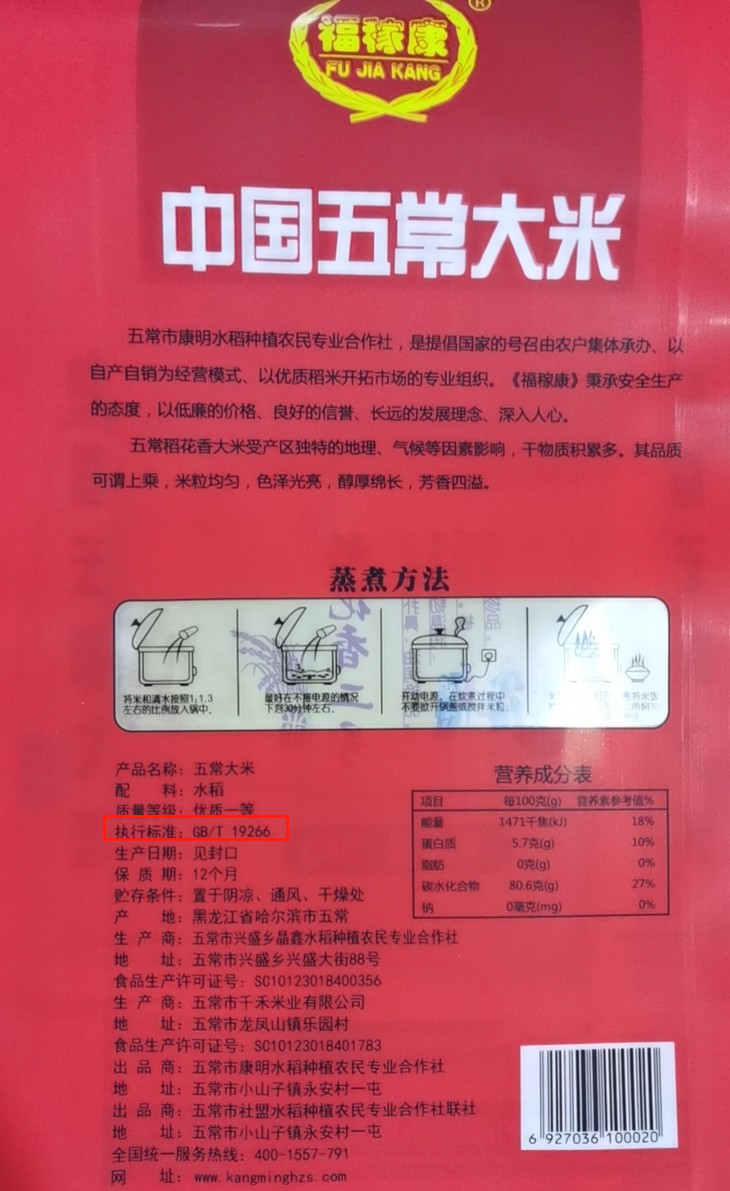 ®
福稼康
FU JIA KANG
中国五常大米
五常市康明水稻种植农民专业合作社，是提倡国家的号召由农户集体承办、以
自产自销为经营模式、以优质稻米开拓市场的专业组织。《福稼康》秉承安全生产
的态度，以低廉的价格、良好的信誉、长远的发展理念、深入人心。
五常稻花香大米受产区独特的地理、气候等因素影响，干物质积累多。其品质
可谓上乘，米粒均匀，色泽光亮，醇厚绵长，芳香四溢。
蒸煮方法
将米和清水按照1:1.3
左右的比例放入锅中。
最好在不接电源的情况
下泡30分钟左右。
开动电源，在蚊煮过程中
不要掀开锅盖或搅拌米粒。
将米饭
产品名称：五常大米
配 料：水稻
质量等级：优质一等
执行标准：GB/T 19266
生产日期：见封口
保 质 期：12个月
贮存条件：置于阴凉、通风、干燥处
产 地：黑龙江省哈尔滨市五常
生 产 商：五常市兴盛乡晶鑫水稻种植农民专业合作社
地 址：五常市兴盛乡兴盛大街88号
食品生产许可证号：SC10123018400356
生 产 商：五常市千禾米业有限公司
地 址：五常市龙凤山镇乐园村
食品生产许可证号：SC10123018401783
出 品 商：五常市康明水稻种植农民专业合作社
地 址：五常市小山子镇永安村一屯
出 品 商：五常市社盟水稻种植农民专业合作社联社
地 址：五常市小山子镇永安村一屯
全国统一服务热线：400-1557-791
网 址：www.kangminghzs.com
营养成分表
项目 每100克(g) 营养素参考值%
能量 1471千焦(kJ) 18%
蛋白质 5.7克(g) 10%
脂肪 0克(g) 0%
碳水化合物 80.6克(g) 27%
钠 0毫克(mg) 0%
6 927036 100020